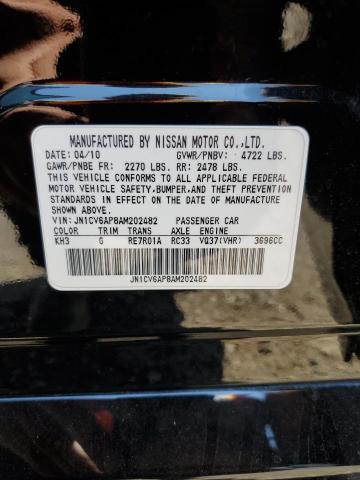 MANUFACTURED BY NISSAN MOTOR CO.,LTD.
DATE: 04/10 GVWR/PNBV: 4722 LBS.
GAWR/PNBE FR: 2270 LBS. RR: 2478 LBS.
THIS VEHICLE CONFORMS TO ALL APPLICABLE FEDERAL
MOTOR VEHICLE SAFETY,BUMPER,AND THEFT PREVENTION
STANDARDS IN EFFECT ON THE DATE OF MANUFACTURE
SHOWN ABOVE.
VIN: JN1CV6AP8AM202482 PASSENGER CAR
COLOR TRIM TRANS AXLE ENGINE
KH3 G RE7R01A RC33 VQ37(VHR) 3696CC
JN1CV6AP8AM202482